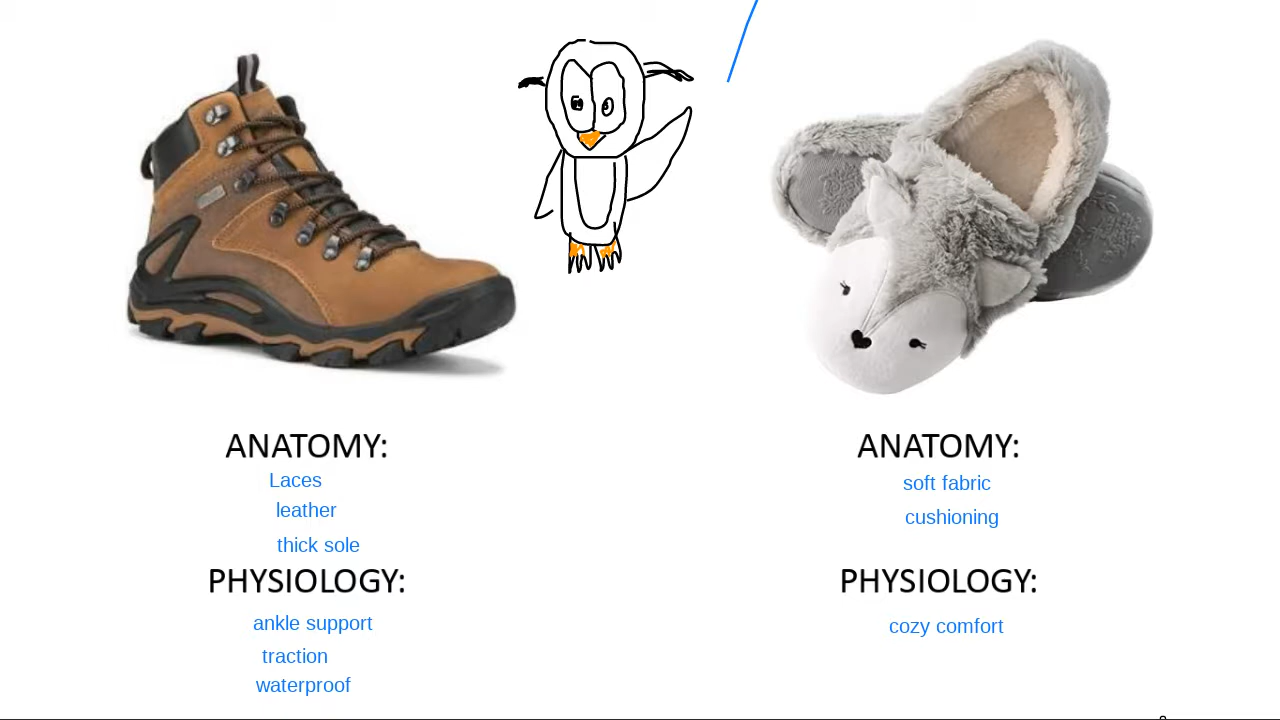 ANATOMY:
Laces
leather
thick sole
PHYSIOLOGY:
ankle support
traction
waterproof
ANATOMY:
soft fabric
cushioning
PHYSIOLOGY:
cozy comfort